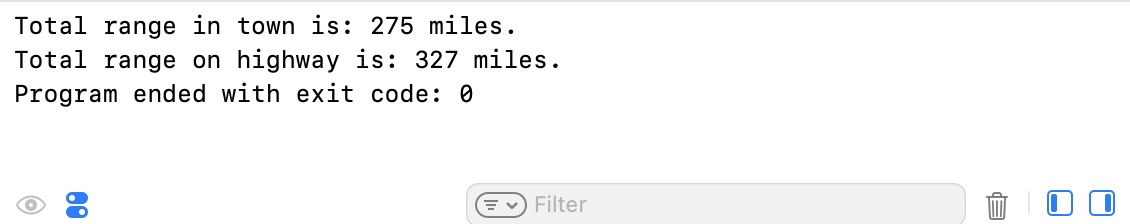 Total range in town is: 275 miles.
Total range on highway is: 327 miles.
Program ended with exit code: 0
Filter